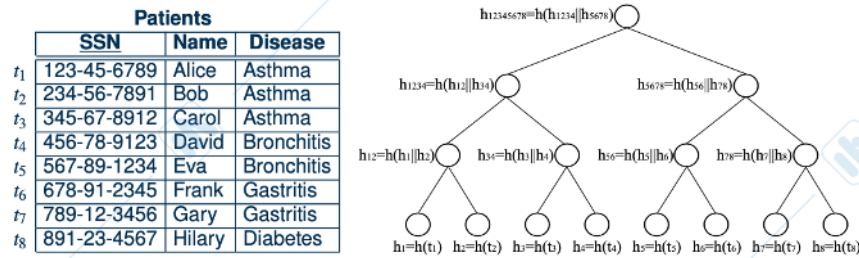 Patients
SSN Name Disease
t1 123-45-6789 Alice Asthma
t2 234-56-7891 Bob Asthma
t3 345-67-8912 Carol Asthma
t4 456-78-9123 David Bronchitis
t5 567-89-1234 Eva Bronchitis
t6 678-91-2345 Frank Gastritis
t7 789-12-3456 Gary Gastritis
t8 891-23-4567 Hilary Diabetes
h12345678=h(h1234||h5678)
h1234=h(h12||h34) h5678=h(h56||h78)
h12=h(h1||h2) h34=h(h3||h4) h56=h(h5||h6) h78=h(h7||h8)
h1=h(t1) h2=h(t2) h3=h(t3) h4=h(t4) h5=h(t5) h6=h(t6) h7=h(t7) h8=h(t8)